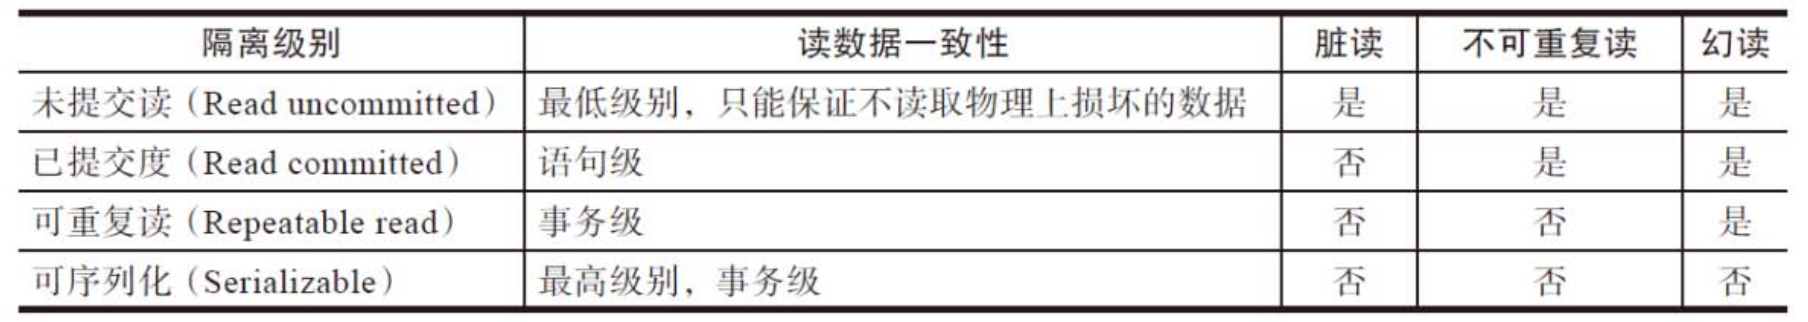 隔离级别 读数据一致性 脏读 不可重复读 幻读
未提交读（Read uncommitted） 最低级别，只能保证不读取物理上损坏的数据 是 是 是
已提交度（Read committed） 语句级 否 是 是
可重复读（Repeatable read） 事务级 否 否 是
可序列化（Serializable） 最高级别，事务级 否 否 否